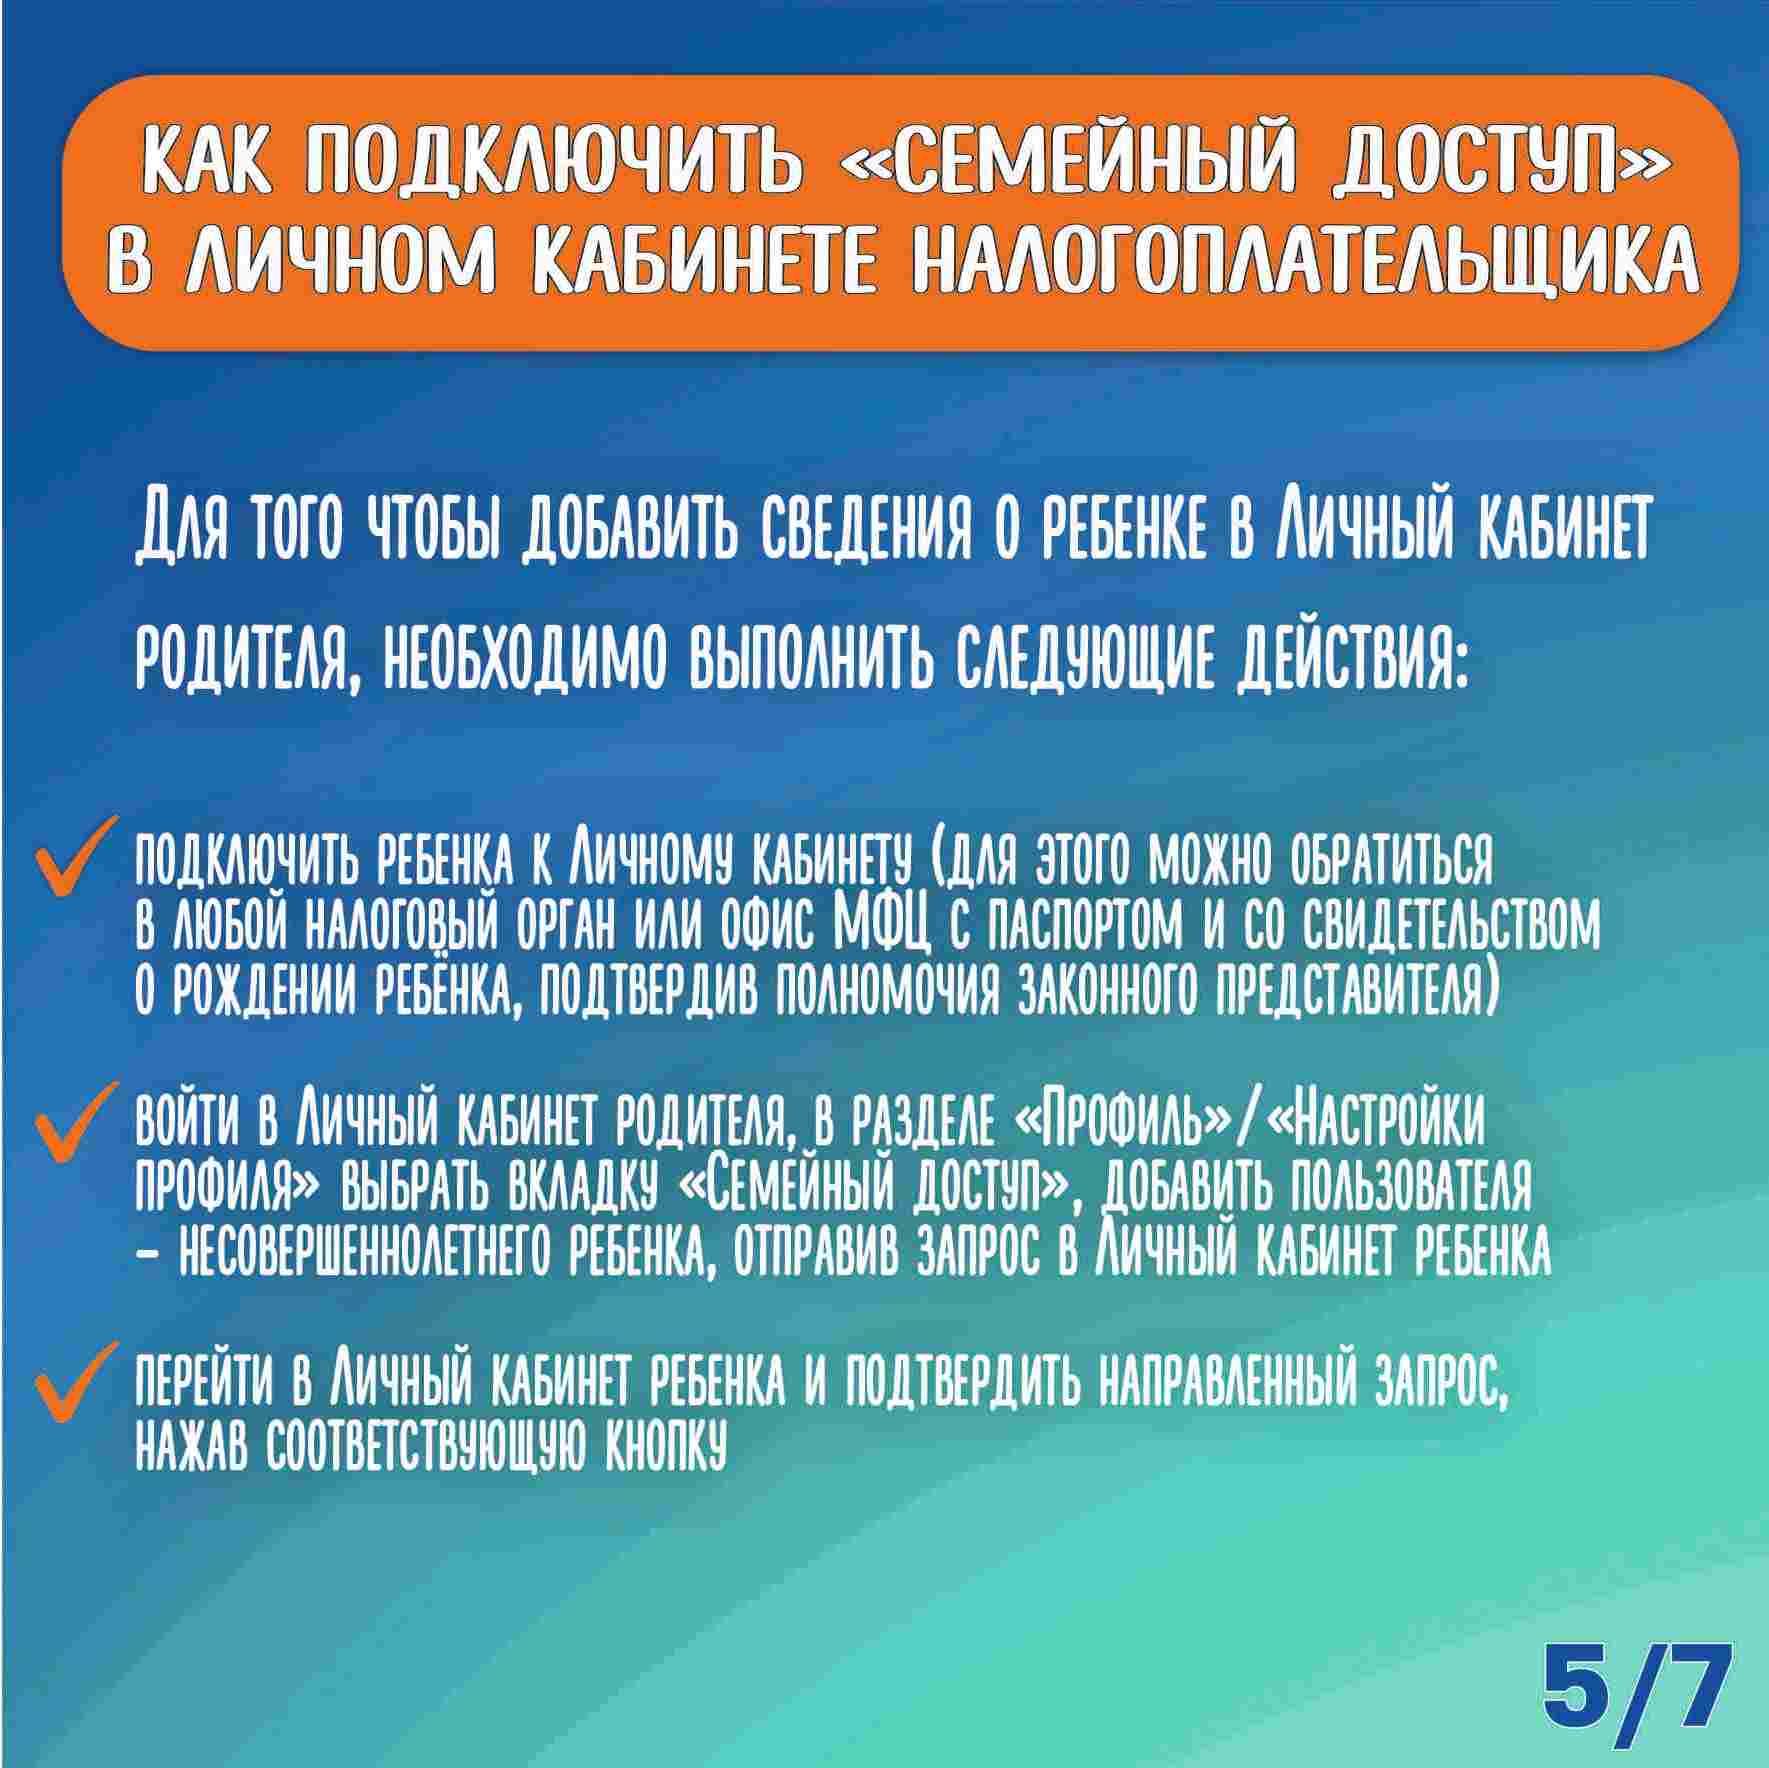 КАК ПОДКЛЮЧИТЬ «СЕМЕЙНЫЙ ДОСТУП»
В ЛИЧНОМ КАБИНЕТЕ НАЛОГОПЛАТЕЛЬЩИКА
Для того чтобы добавить сведения о ребенке в Личный кабинет
родителя, необходимо выполнить следующие действия:
подключить ребенка к Личному кабинету (для этого можно обратиться
в любой налоговый орган или офис МФЦ с паспортом и со свидетельством
о рождении ребёнка, подтвердив полномочия законного представителя)
войти в Личный кабинет родителя, в разделе «Профиль»/«Настройки
профиля» выбрать вкладку «Семейный доступ», добавить пользователя
– несовершеннолетнего ребенка, отправив запрос в Личный кабинет ребенка
перейти в Личный кабинет ребенка и подтвердить направленный запрос,
нажав соответствующую кнопку
5/7